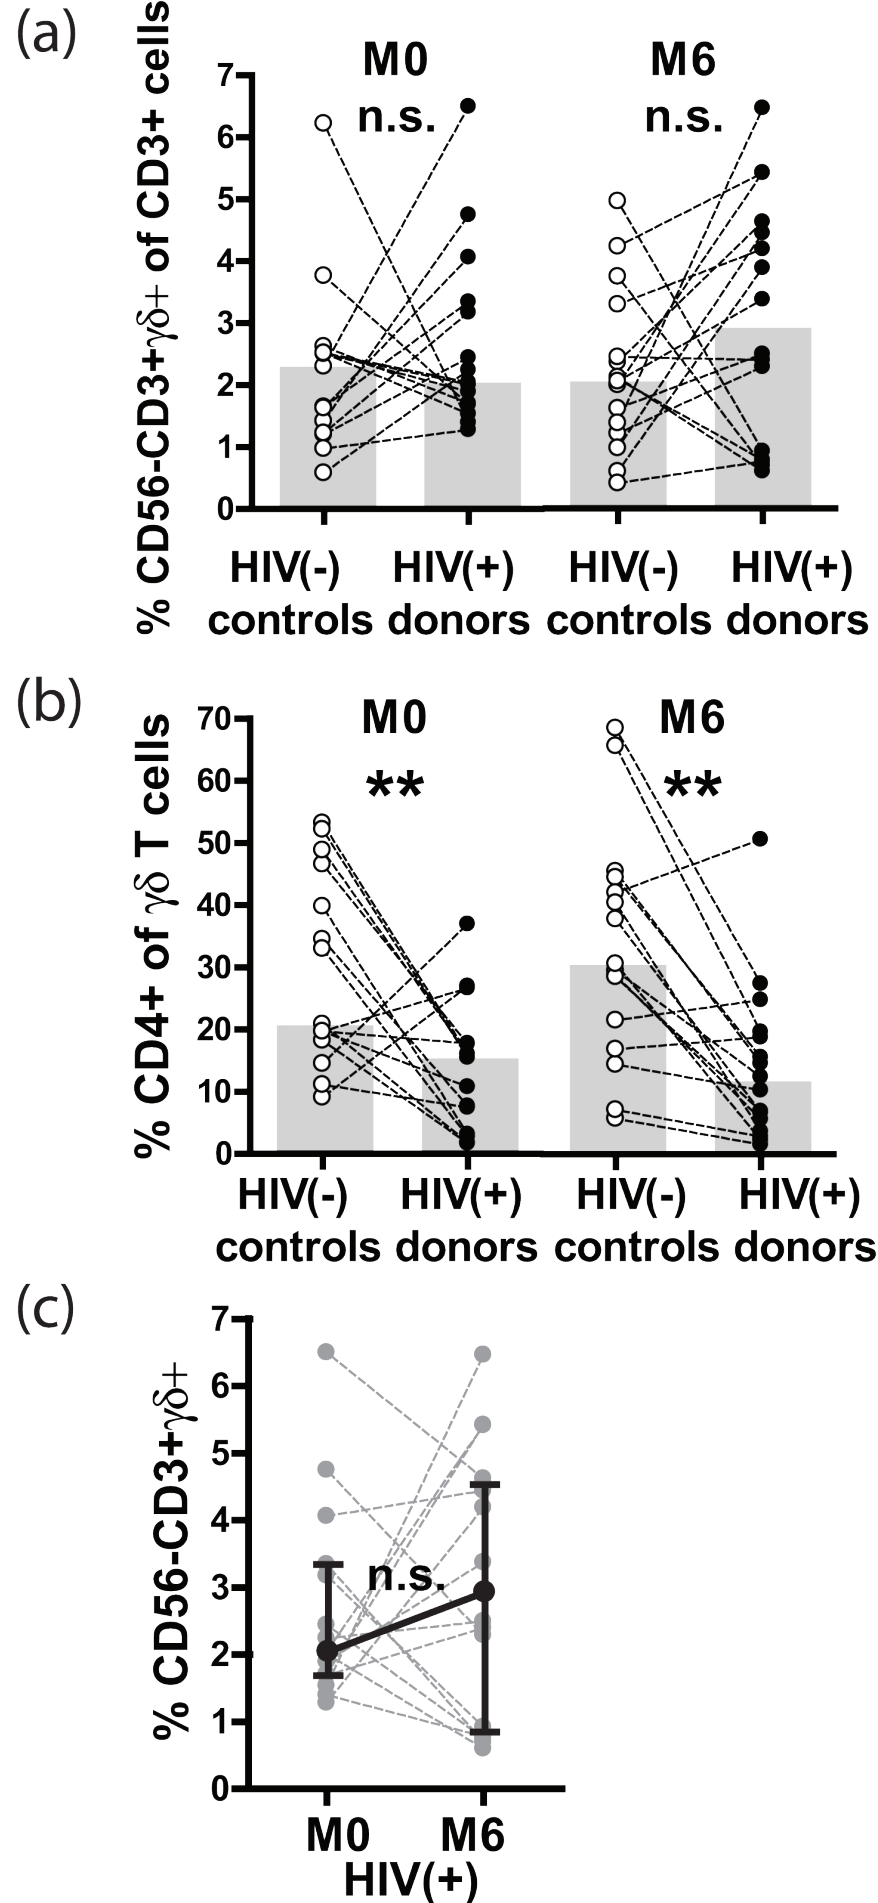 (a)
% CD56-CD3+γδ+ of CD3+ cells
M0
M6
n.s.
n.s.
7
6
5
4
3
2
1
0
HIV(-) HIV(+) HIV(-) HIV(+)
controls donors controls donors
(b)
% CD4+ of γδ T cells
M0
M6
**
**
70
60
50
40
30
20
10
0
HIV(-) HIV(+) HIV(-) HIV(+)
controls donors controls donors
(c)
% CD56-CD3+γδ+
7
6
5
4
3
2
1
0
n.s.
M0 M6
HIV(+)